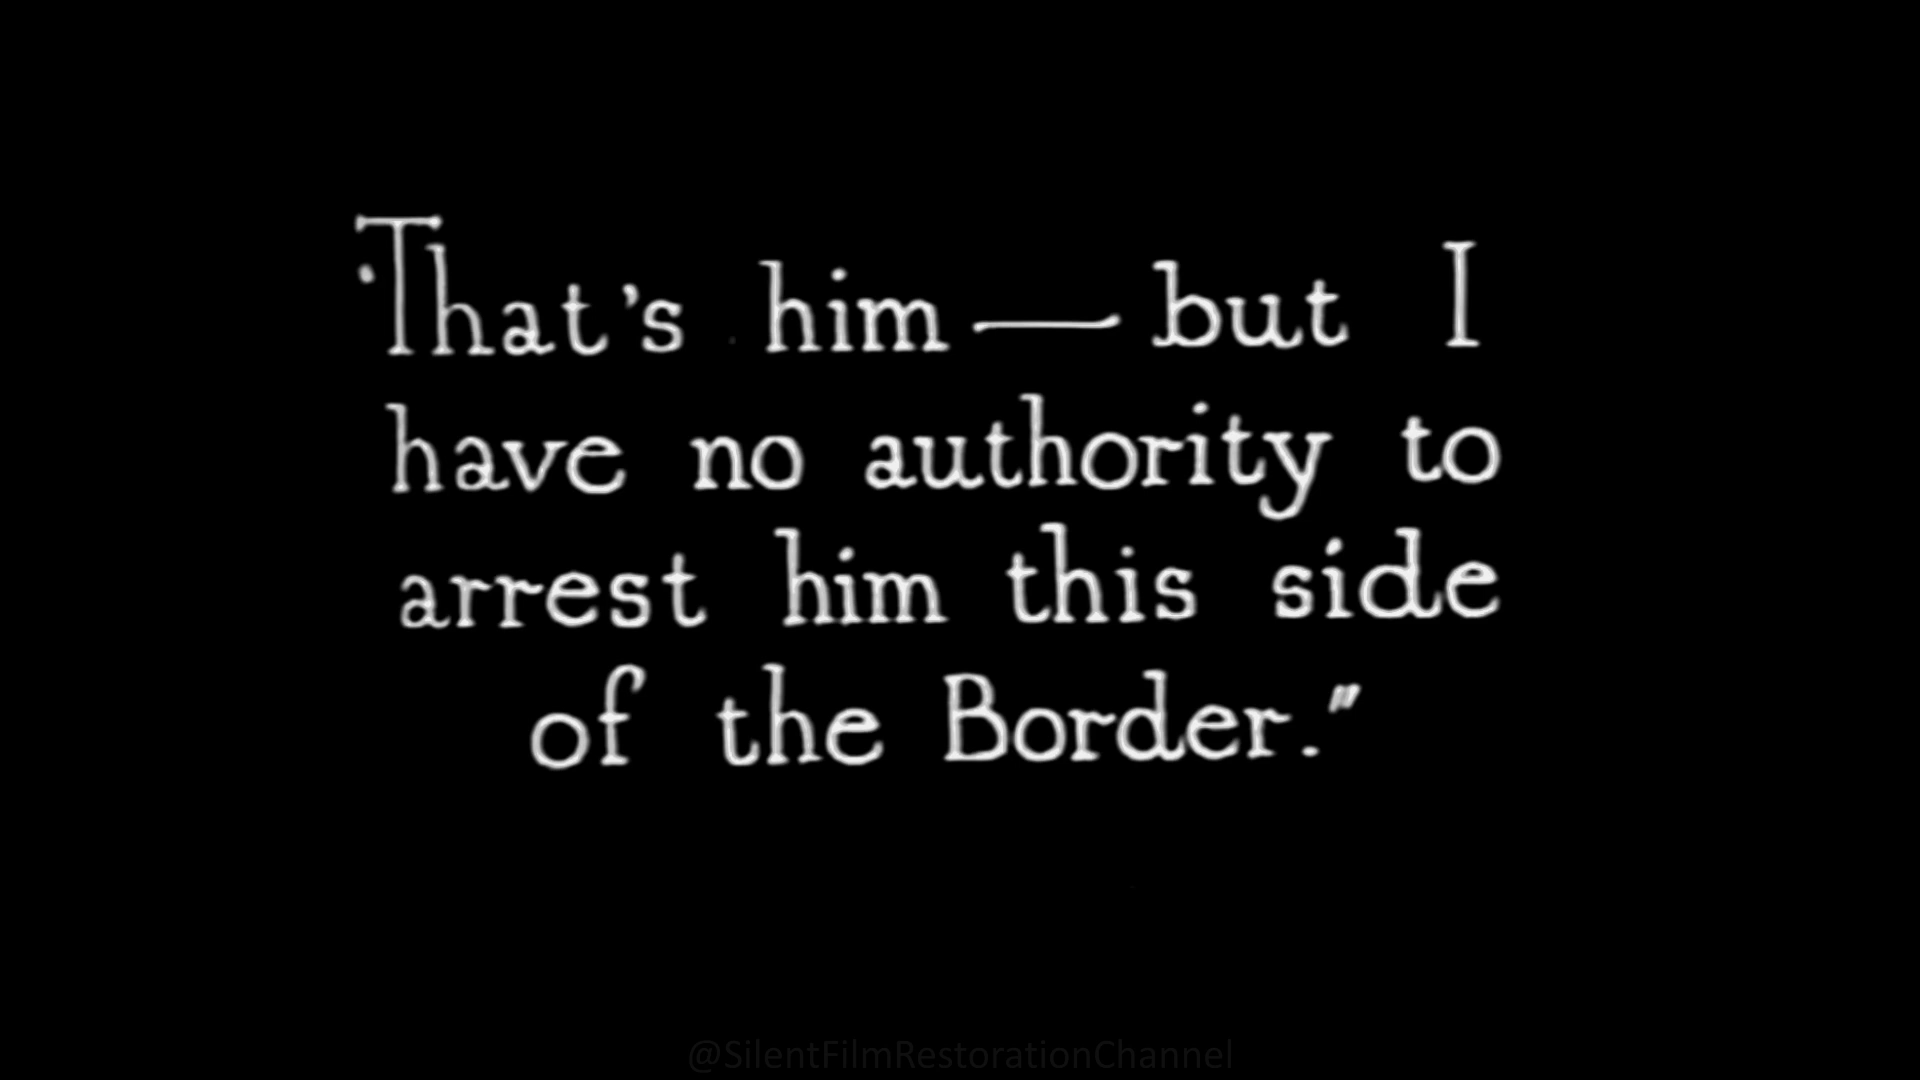 That's him — but I
have no authority to
arrest him this side
of the Border."
@SilentFilmRestorationChannel